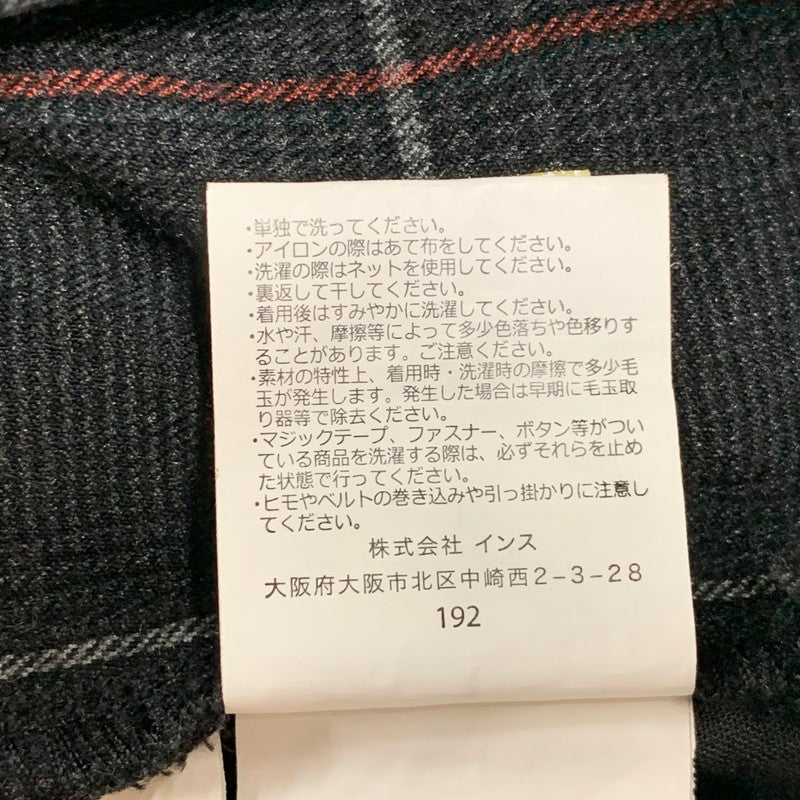 ・単独で洗ってください。
・アイロンの際はあて布をしてください。
・洗濯の際はネットを使用してください。
・裏返して干してください。
・着用後はすみやかに洗濯してください。
・水や汗、摩擦等によって多少色落ちや色移りす
ることがあります。ご注意ください。
・素材の特性上、着用時・洗濯時の摩擦で多少毛
玉が発生します。発生した場合は早期に毛玉取
り器等で除去ください。
・マジックテープ、ファスナー、ボタン等がつい
ている商品を洗濯する際は、必ずそれらを止め
た状態で行ってください。
・ヒモやベルトの巻き込みや引っ掛かりに注意し
てください。
株式会社 インス
大阪府大阪市北区中崎西2-3-28
192